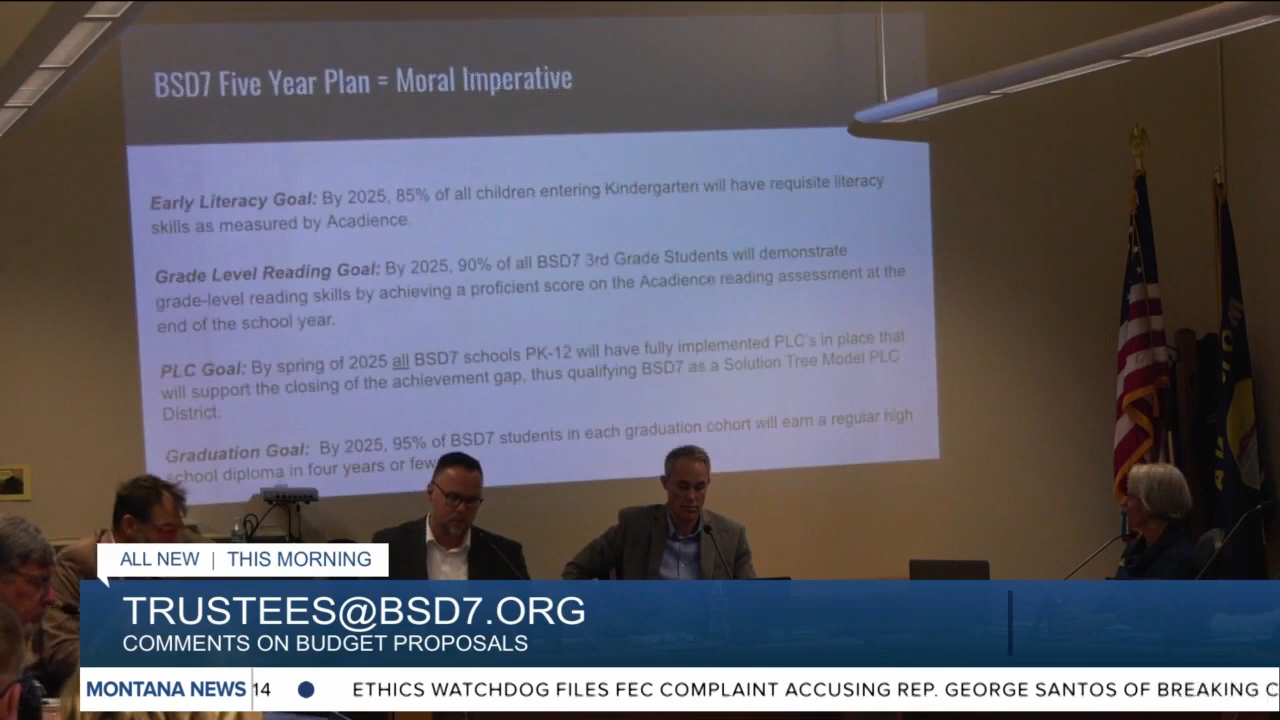 BSD7 Five Year Plan = Moral Imperative
Early Literacy Goal: By 2025, 85% of all children entering Kindergarten will have requisite literacy
skills as measured by Acadience.
Grade Level Reading Goal: By 2025, 90% of all BSD7 3rd Grade Students will demonstrate
grade-level reading skills by achieving a proficient score on the Acadience reading assessment at the
end of the school year.
PLC Goal: By spring of 2025 all BSD7 schools PK-12 will have fully implemented PLC's in place that
will support the closing of the achievement gap, thus qualifying BSD7 as a Solution Tree Model PLC
District.
Graduation Goal: By 2025, 95% of BSD7 students in each graduation cohort will earn a regular high
school diploma in four years or few
ALL NEW | THIS MORNING
TRUSTEES@BSD7.ORG
COMMENTS ON BUDGET PROPOSALS
MONTANA NEWS 14 ETHICS WATCHDOG FILES FEC COMPLAINT ACCUSING REP. GEORGE SANTOS OF BREAKING C